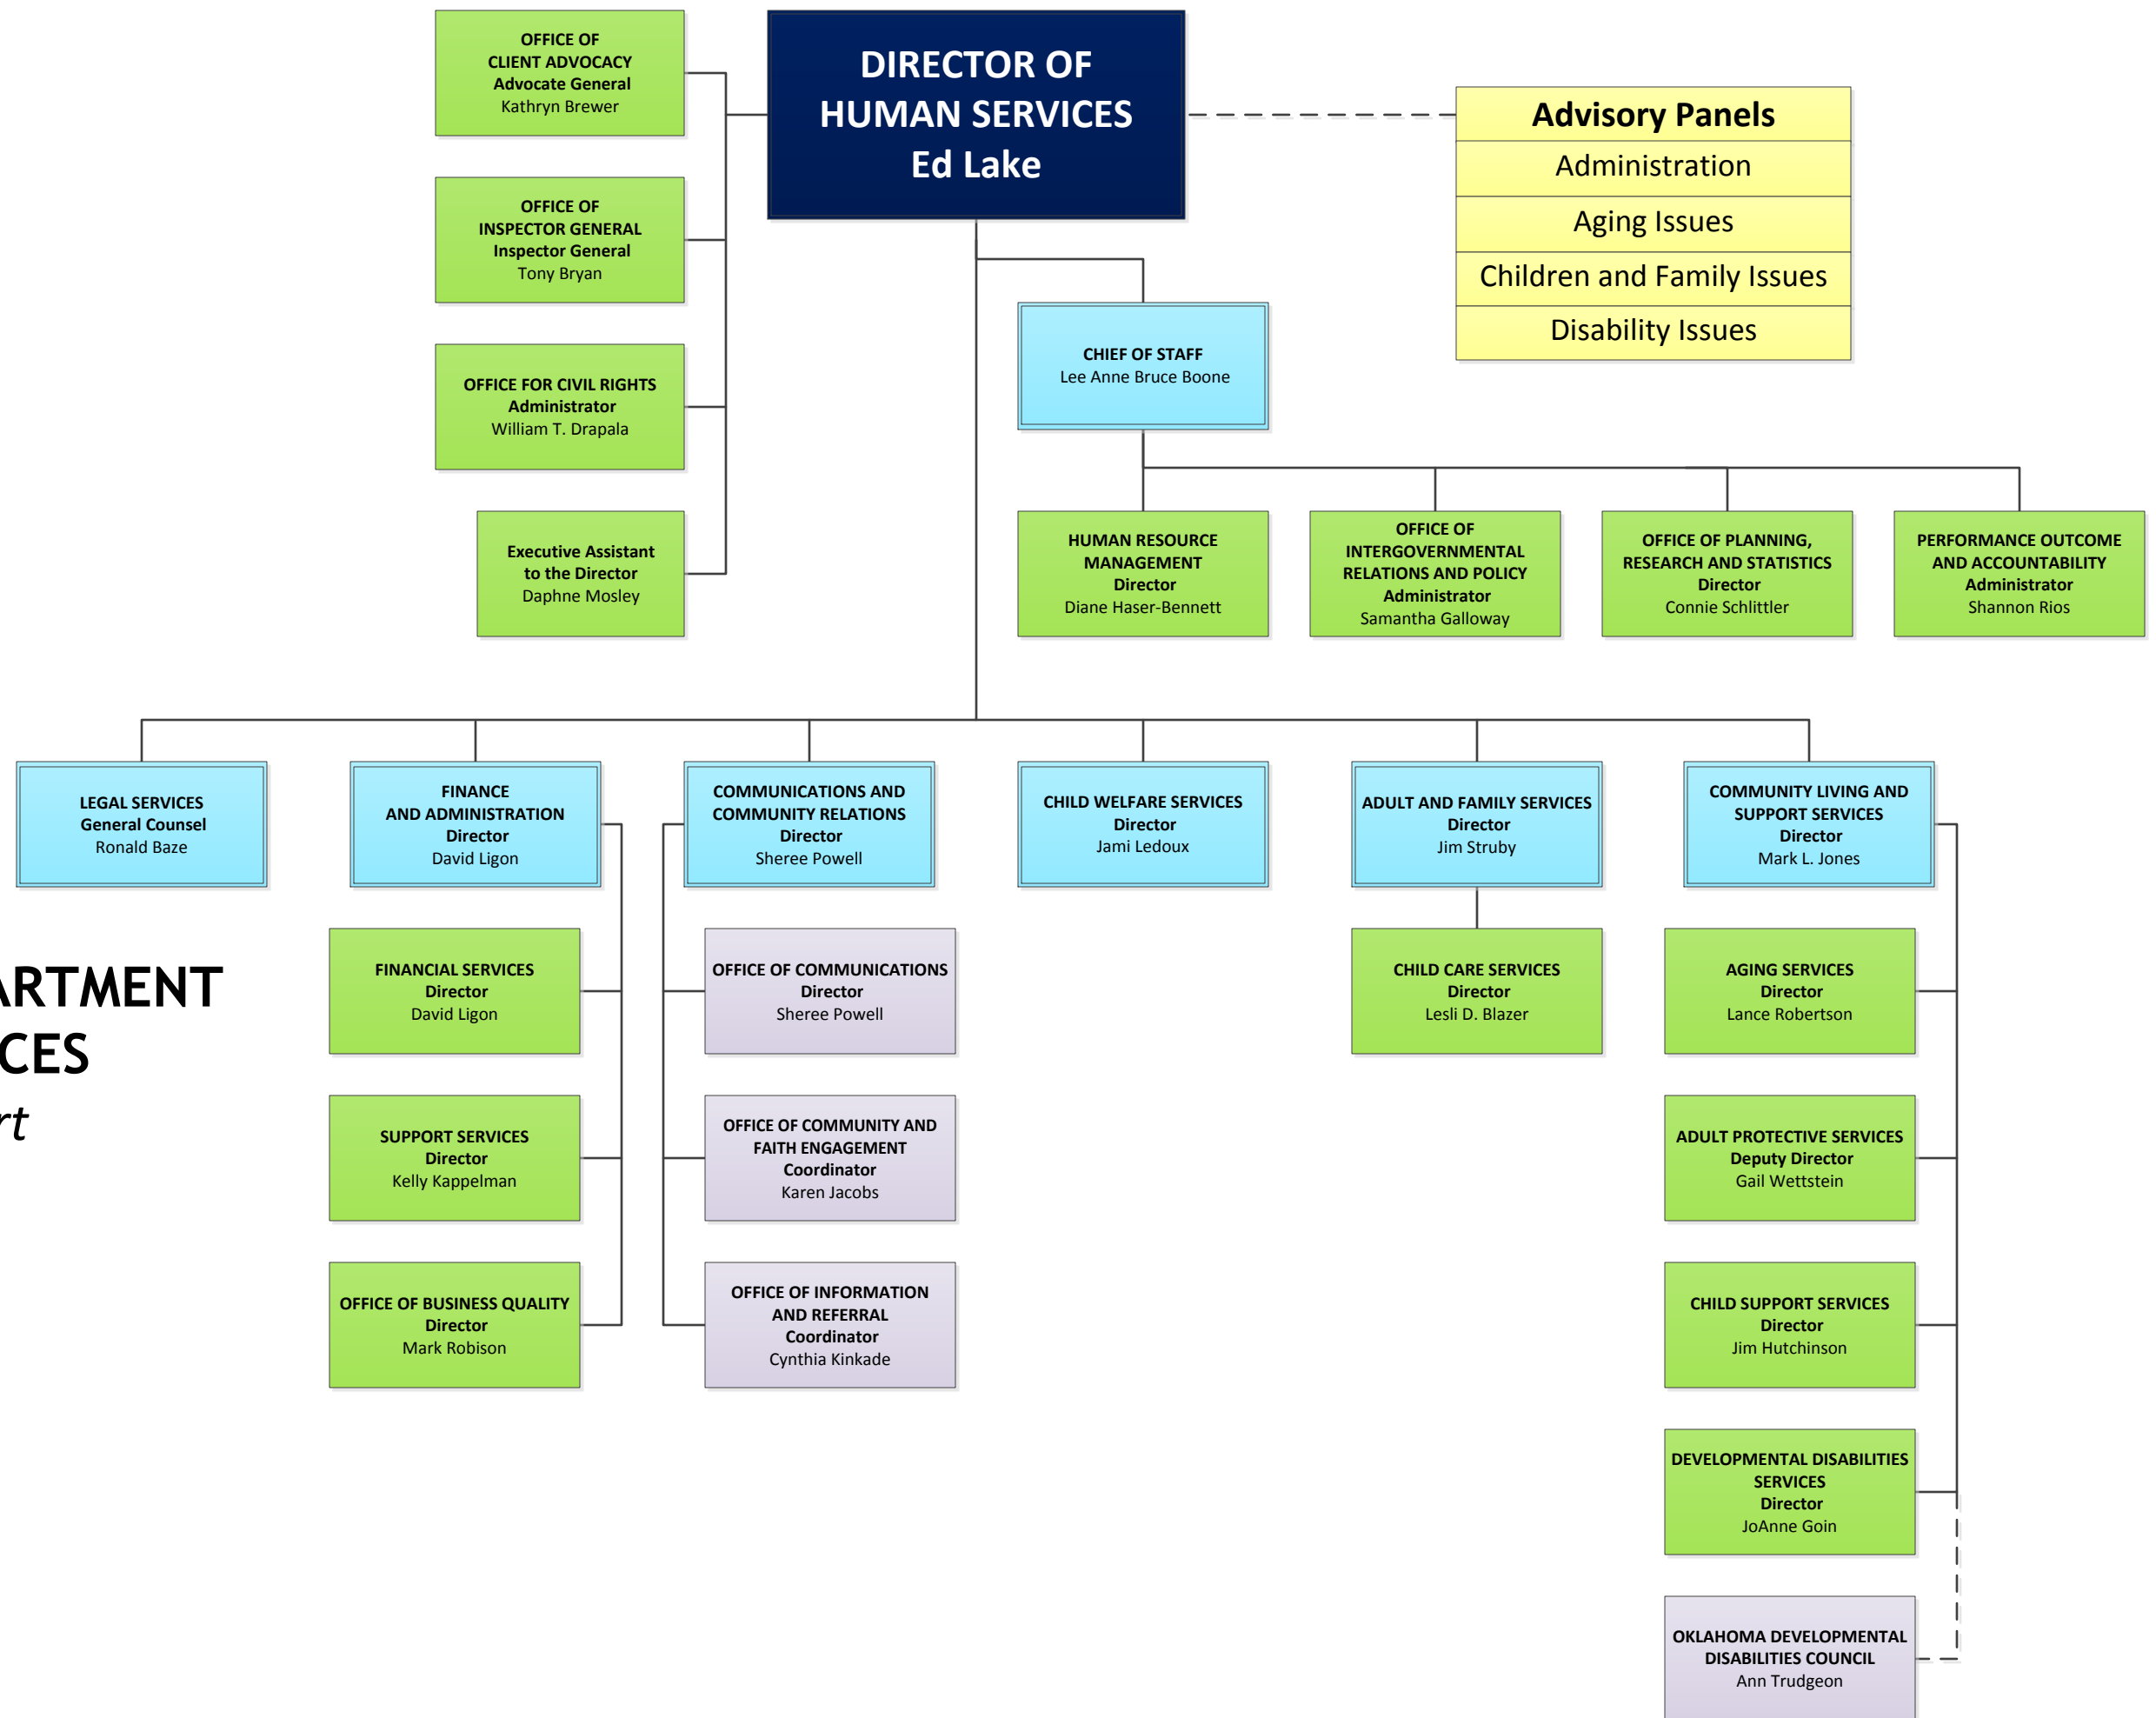 OFFICE OF
CLIENT ADVOCACY
Advocate General
Kathryn Brewer
DIRECTOR OF
HUMAN SERVICES
Ed Lake
Advisory Panels
Administration
Aging Issues
Children and Family Issues
Disability Issues
OFFICE OF
INSPECTOR GENERAL
Inspector General
Tony Bryan
CHIEF OF STAFF
Lee Anne Bruce Boone
OFFICE FOR CIVIL RIGHTS
Administrator
William T. Drapala
Executive Assistant
to the Director
Daphne Mosley
HUMAN RESOURCE
MANAGEMENT
Director
Diane Haser-Bennett
OFFICE OF
INTERGOVERNMENTAL
RELATIONS AND POLICY
Administrator
Samantha Galloway
OFFICE OF PLANNING,
RESEARCH AND STATISTICS
Director
Connie Schlittler
PERFORMANCE OUTCOME
AND ACCOUNTABILITY
Administrator
Shannon Rios
LEGAL SERVICES
General Counsel
Ronald Baze
FINANCE
AND ADMINISTRATION
Director
David Ligon
COMMUNICATIONS AND
COMMUNITY RELATIONS
Director
Sheree Powell
CHILD WELFARE SERVICES
Director
Jami Ledoux
ADULT AND FAMILY SERVICES
Director
Jim Struby
COMMUNITY LIVING AND
SUPPORT SERVICES
Director
Mark L. Jones
ARTMENT
CES
rt
FINANCIAL SERVICES
Director
David Ligon
OFFICE OF COMMUNICATIONS
Director
Sheree Powell
CHILD CARE SERVICES
Director
Lesli D. Blazer
AGING SERVICES
Director
Lance Robertson
SUPPORT SERVICES
Director
Kelly Kappelman
OFFICE OF COMMUNITY AND
FAITH ENGAGEMENT
Coordinator
Karen Jacobs
ADULT PROTECTIVE SERVICES
Deputy Director
Gail Wettstein
OFFICE OF BUSINESS QUALITY
Director
Mark Robison
OFFICE OF INFORMATION
AND REFERRAL
Coordinator
Cynthia Kinkade
CHILD SUPPORT SERVICES
Director
Jim Hutchinson
DEVELOPMENTAL DISABILITIES
SERVICES
Director
JoAnne Goin
OKLAHOMA DEVELOPMENTAL
DISABILITIES COUNCIL
Ann Trudgeon